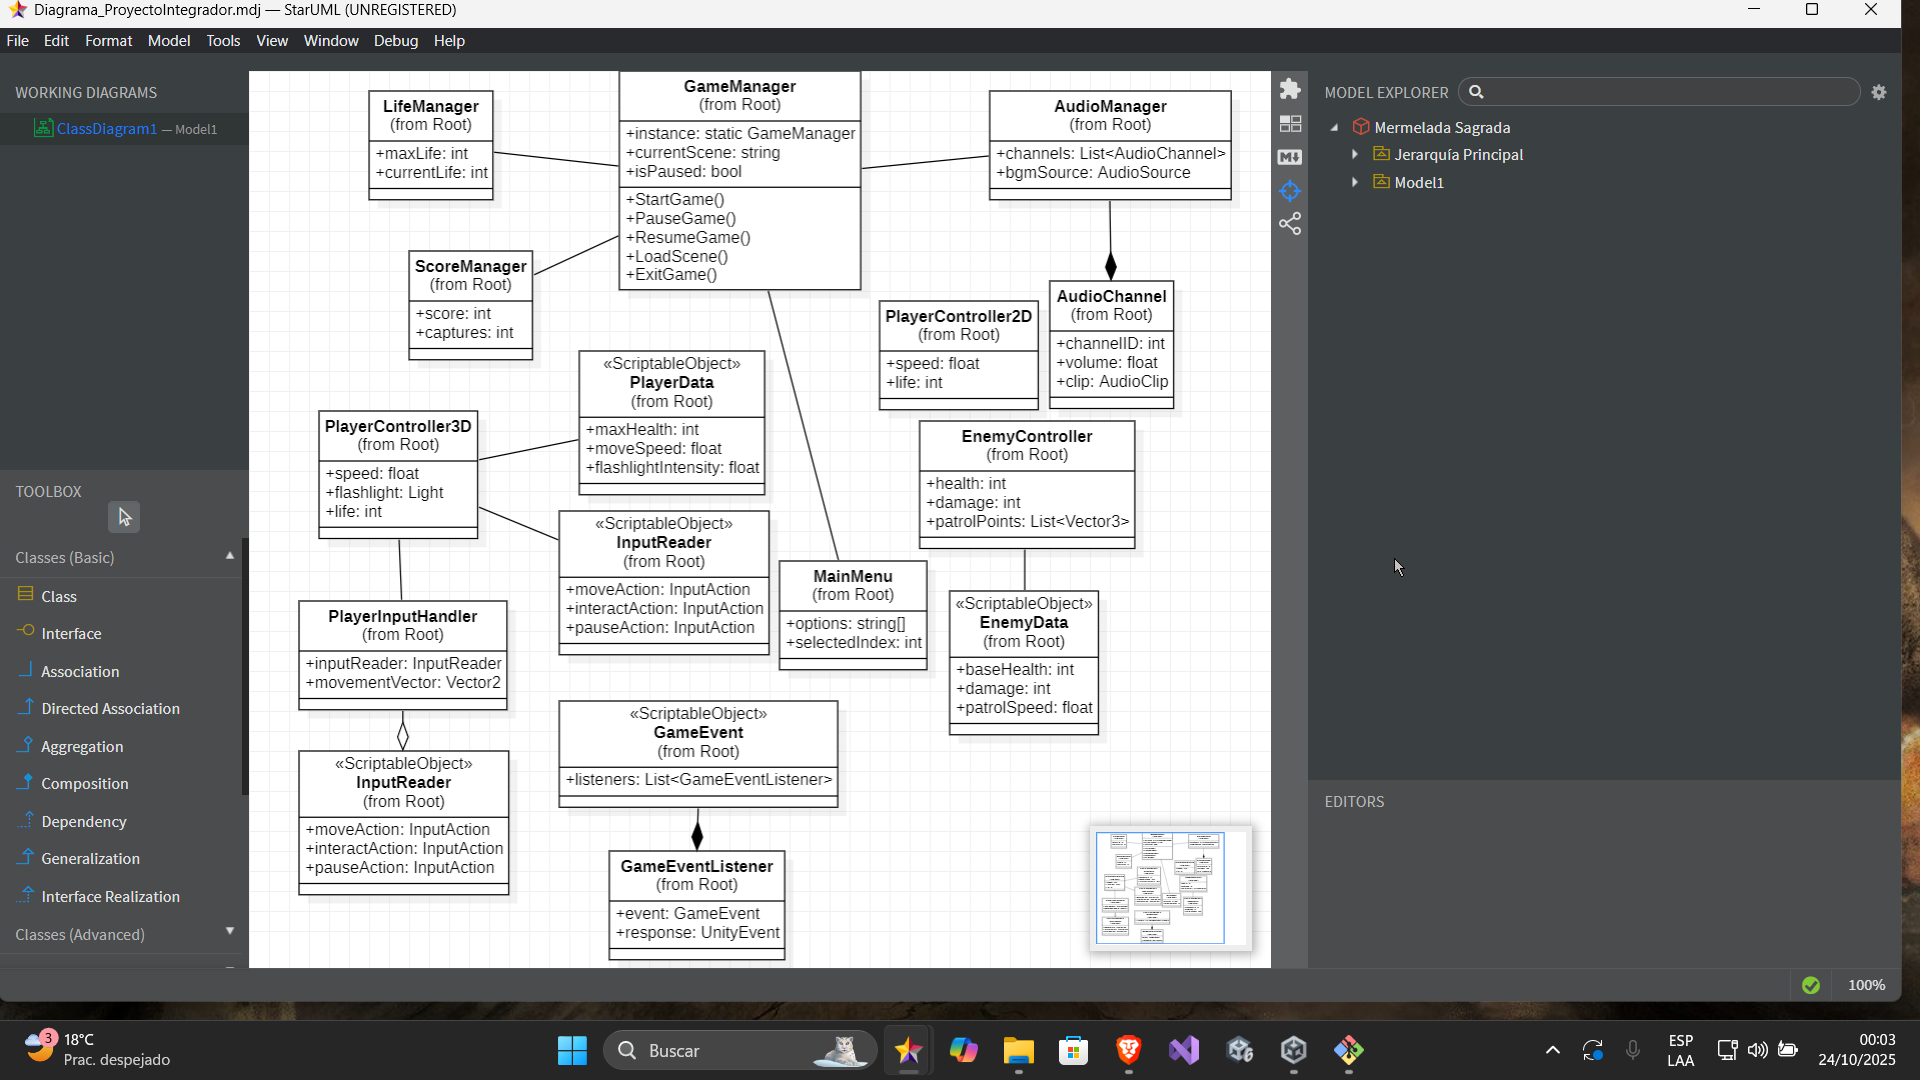 Diagrama_ProyectoIntegrador.mdj — StarUML (UNREGISTERED)
File Edit Format Model Tools View Window Debug Help
WORKING DIAGRAMS
ClassDiagram1 — Model1
TOOLBOX
Classes (Basic)
Class
Interface
Association
Directed Association
Aggregation
Composition
Dependency
Generalization
Interface Realization
Classes (Advanced)
LifeManager
(from Root)
+maxLife: int
+currentLife: int
GameManager
(from Root)
+instance: static GameManager
+currentScene: string
+isPaused: bool
+StartGame()
+PauseGame()
+ResumeGame()
+LoadScene()
+ExitGame()
AudioManager
(from Root)
+channels: List<AudioChannel>
+bgmSource: AudioSource
ScoreManager
(from Root)
+score: int
+captures: int
PlayerController2D
(from Root)
+speed: float
+life: int
AudioChannel
(from Root)
+channelID: int
+volume: float
+clip: AudioClip
«ScriptableObject»
PlayerData
(from Root)
+maxHealth: int
+moveSpeed: float
+flashlightIntensity: float
PlayerController3D
(from Root)
+speed: float
+flashlight: Light
+life: int
EnemyController
(from Root)
+health: int
+damage: int
+patrolPoints: List<Vector3>
«ScriptableObject»
InputReader
(from Root)
+moveAction: InputAction
+interactAction: InputAction
+pauseAction: InputAction
MainMenu
(from Root)
+options: string[]
+selectedIndex: int
«ScriptableObject»
EnemyData
(from Root)
+baseHealth: int
+damage: int
+patrolSpeed: float
PlayerInputHandler
(from Root)
+inputReader: InputReader
+movementVector: Vector2
«ScriptableObject»
GameEvent
(from Root)
+listeners: List<GameEventListener>
«ScriptableObject»
InputReader
(from Root)
+moveAction: InputAction
+interactAction: InputAction
+pauseAction: InputAction
GameEventListener
(from Root)
+event: GameEvent
+response: UnityEvent
MODEL EXPLORER
Mermelada Sagrada
Jerarquía Principal
Model1
EDITORS
100%
3
18°C
Prac. despejado
Buscar
ESP
LAA
00:03
24/10/2025